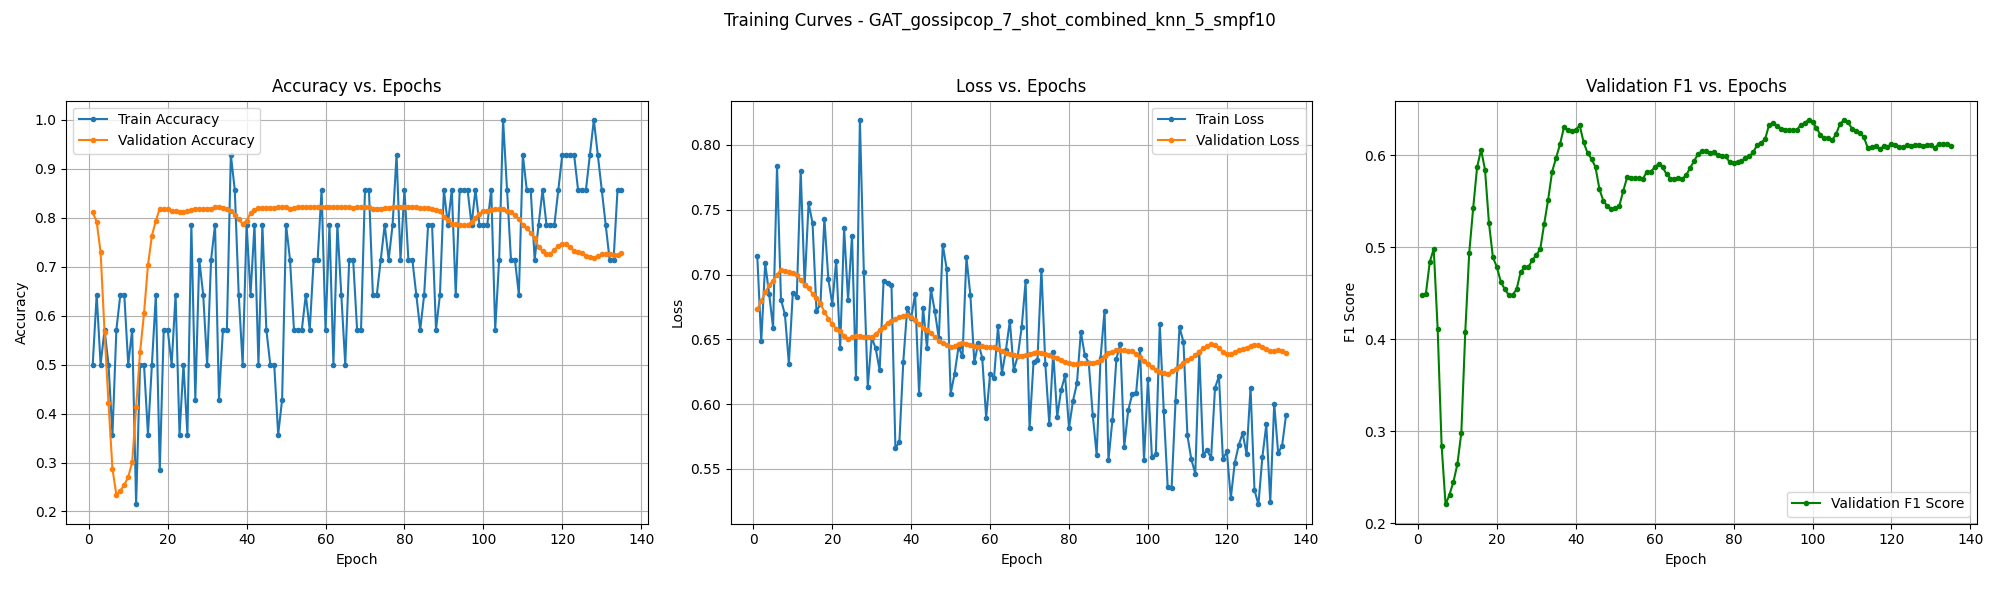 Training Curves - GAT_gossipcop_7_shot_combined_knn_5_smpf10
Accuracy vs. Epochs
Train Accuracy
Validation Accuracy
1.0
0.9
0.8
0.7
0.6
0.5
0.4
0.3
0.2
Accuracy
0 20 40 60 80 100 120 140
Epoch
Loss vs. Epochs
Train Loss
Validation Loss
0.80
0.75
0.70
0.65
0.60
0.55
Loss
0 20 40 60 80 100 120 140
Epoch
Validation F1 vs. Epochs
0.6
0.5
0.4
0.3
0.2
F1 Score
Validation F1 Score
0 20 40 60 80 100 120 140
Epoch